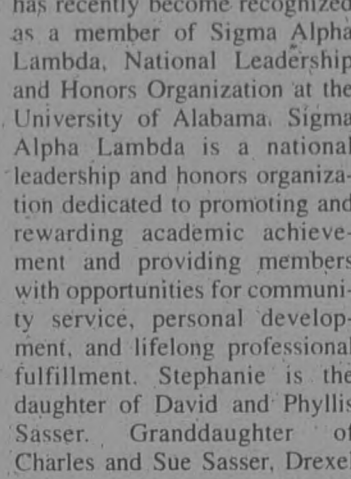 has recently become recognized
as a member of Sigma Alpha
Lambda, National Leadership
and Honors Organization at the
University of Alabama. Sigma
Alpha Lambda is a national
leadership and honors organiza-
tion dedicated to promoting and
rewarding academic achieve-
ment and providing members
with opportunities for communi-
ty service, personal develop-
ment, and lifelong professional
fulfillment. Stephanie is the
daughter of David and Phyllis
Sasser. Granddaughter of
Charles and Sue Sasser, Drexel